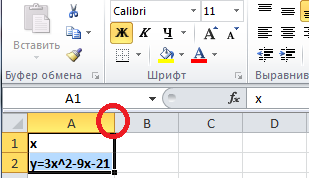 Вставить
Буфер обмена
Calibri 11
Ж К Ч
Шрифт
Выравнив
A1 fx x
A B C D
1 x
2 y=3x^2-9x-21